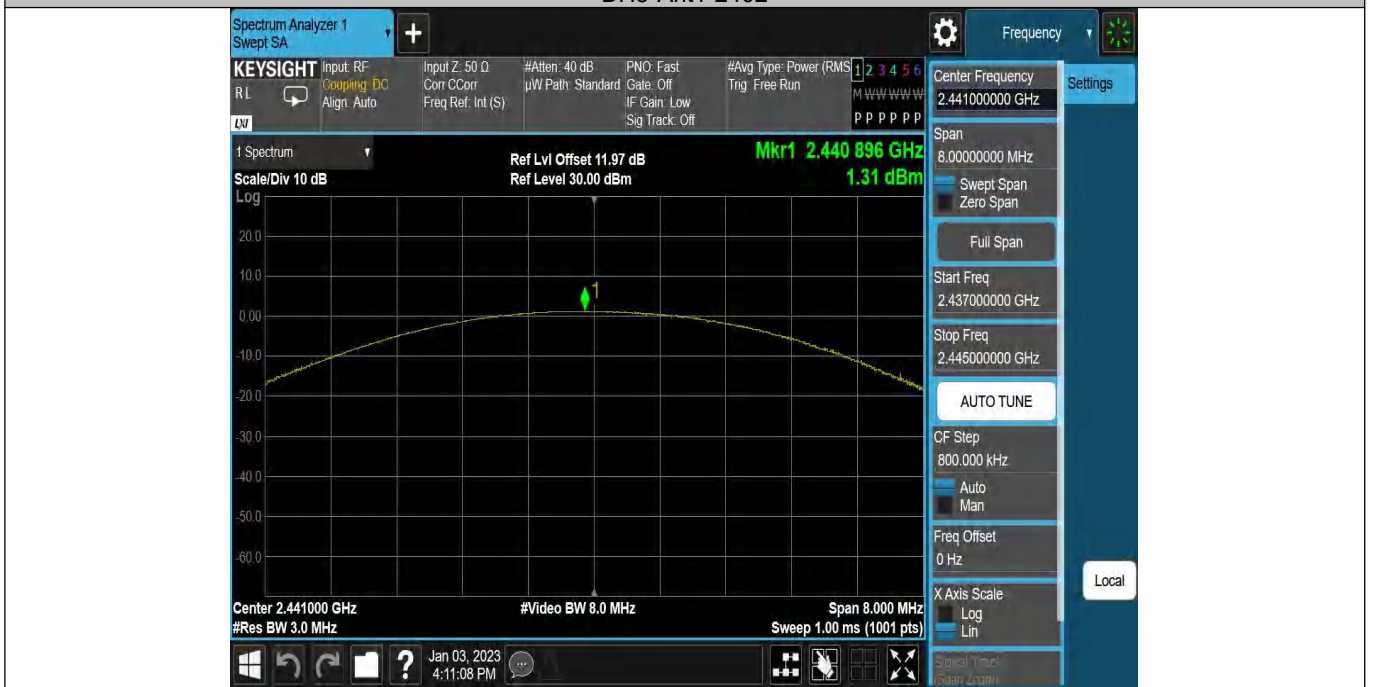 Spectrum Analyzer 1
Swept SA
+
Frequency
KEYSIGHT
RL
LXI
Input: RF
Coupling: DC
Align: Auto
Input Z: 50 Ω
Corr CCorr
Freq Ref: Int (S)
#Atten: 40 dB
µW Path: Standard
PNO: Fast
Gate: Off
IF Gain: Low
Sig Track: Off
#Avg Type: Power (RMS
Trig: Free Run
1 2 3 4 5 6
M W W W W W
P P P P P P
1 Spectrum
Scale/Div 10 dB
Log
Ref Lvl Offset 11.97 dB
Ref Level 30.00 dBm
Mkr1 2.440 896 GHz
1.31 dBm
20.0
10.0
0.00
-10.0
-20.0
-30.0
-40.0
-50.0
-60.0
1
Center 2.441000 GHz
#Res BW 3.0 MHz
#Video BW 8.0 MHz
Span 8.000 MHz
Sweep 1.00 ms (1001 pts)
?
Jan 03, 2023
4:11:08 PM
Center Frequency
2.441000000 GHz
Settings
Span
8.00000000 MHz
Swept Span
Zero Span
Full Span
Start Freq
2.437000000 GHz
Stop Freq
2.445000000 GHz
AUTO TUNE
CF Step
800.000 kHz
Auto
Man
Freq Offset
0 Hz
X Axis Scale
Log
Lin
Local
Signal Track
(Span Zoom)